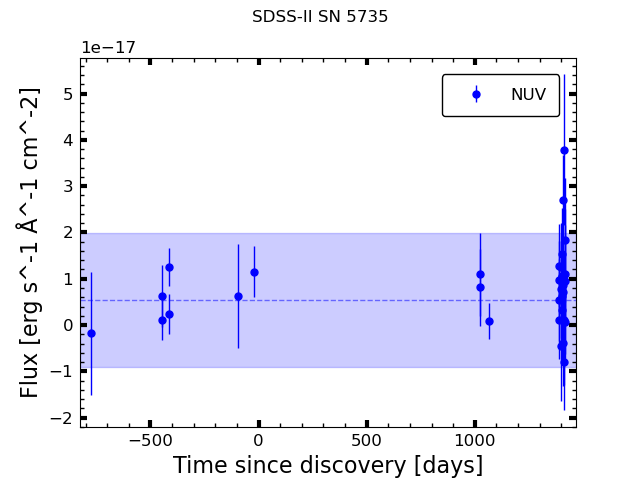 SDSS-II SN 5735
1e−17
NUV
5
4
3
2
1
0
−1
−2
−500 0 500 1000
Flux [erg s^-1 Å^-1 cm^-2]
Time since discovery [days]